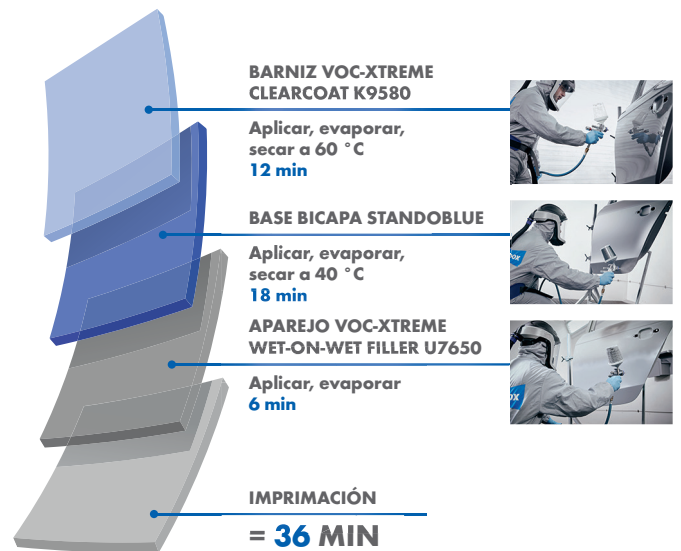 BARNIZ VOC-XTREME
CLEARCOAT K9580
Aplicar, evaporar,
secar a 60 °C
12 min
BASE BICAPA STANDOBLUE
Aplicar, evaporar,
secar a 40 °C
18 min
APAREJO VOC-XTREME
WET-ON-WET FILLER U7650
Aplicar, evaporar
6 min
IMPRIMACIÓN
= 36 MIN